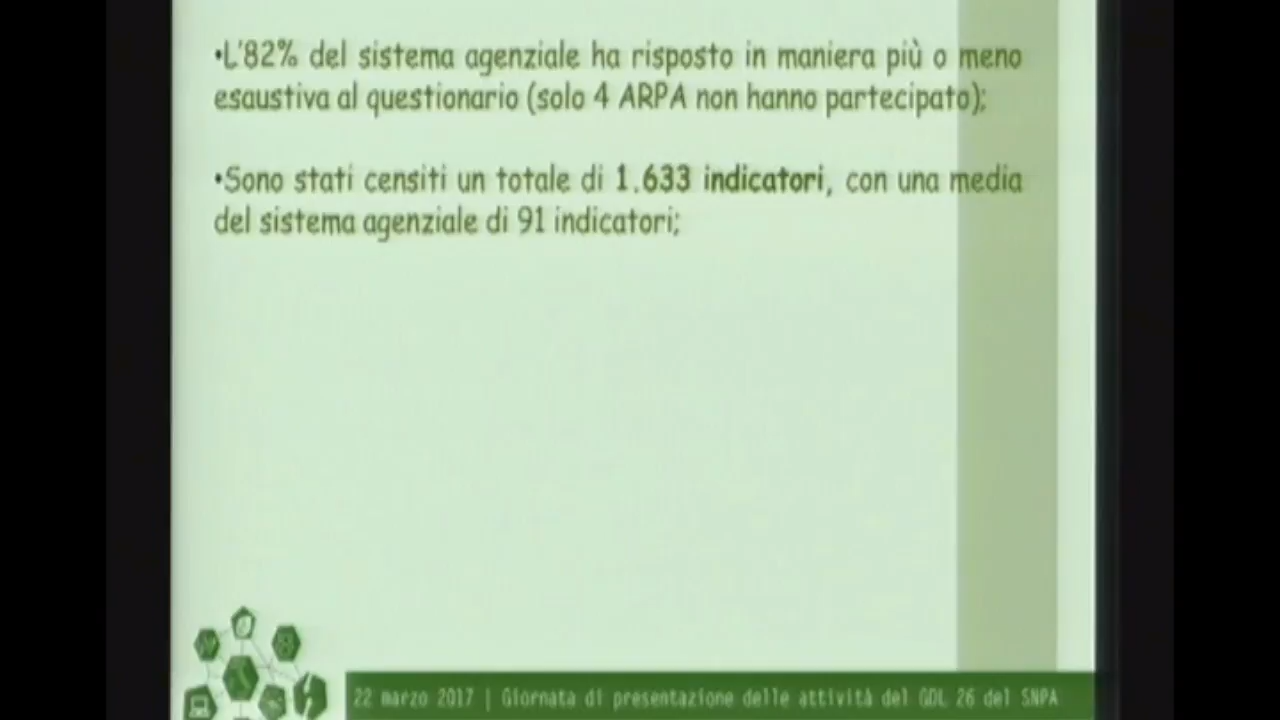 •L'82% del sistema agenziale ha risposto in maniera più o meno
esaustiva al questionario (solo 4 ARPA non hanno partecipato);
•Sono stati censiti un totale di 1.633 indicatori, con una media
del sistema agenziale di 91 indicatori;
22 marzo 2017 | Giornata di presentazione delle attività del GDL 26 del SNPA